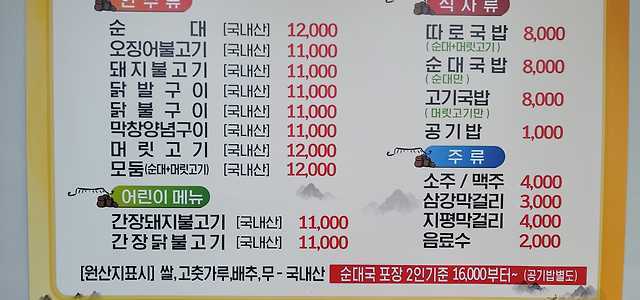 안주류
순 대 [국내산] 12,000
오징어불고기 [국내산] 11,000
돼지불고기 [국내산] 11,000
닭발구이 [국내산] 11,000
닭불구이 [국내산] 11,000
막창양념구이 [국내산] 11,000
머릿고기 [국내산] 12,000
모둠(순대+머릿고기) [국내산] 12,000
어린이 메뉴
간장돼지불고기 [국내산] 11,000
간장닭불고기 [국내산] 11,000
식사류
따로국밥 8,000
(순대+머릿고기)
순대국밥 8,000
(순대만)
고기국밥 8,000
(머릿고기만)
공기밥 1,000
주 류
소주 / 맥주 4,000
삼강막걸리 3,000
지평막걸리 4,000
음료수 2,000
[원산지표시] 쌀,고춧가루,배추,무 - 국내산
순대국 포장 2인기준 16,000부터~ (공기밥별도)